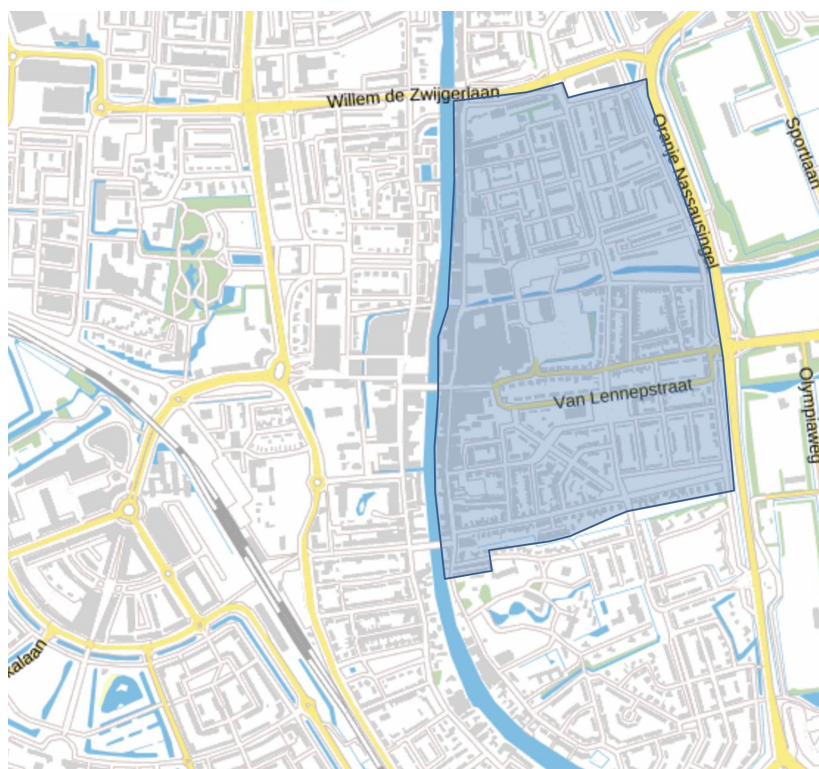 Willem de Zwijgerlaan
Oranje Nassausingel
Sportlaan
Van Lennepstraat
Olympiaweg
kalaan